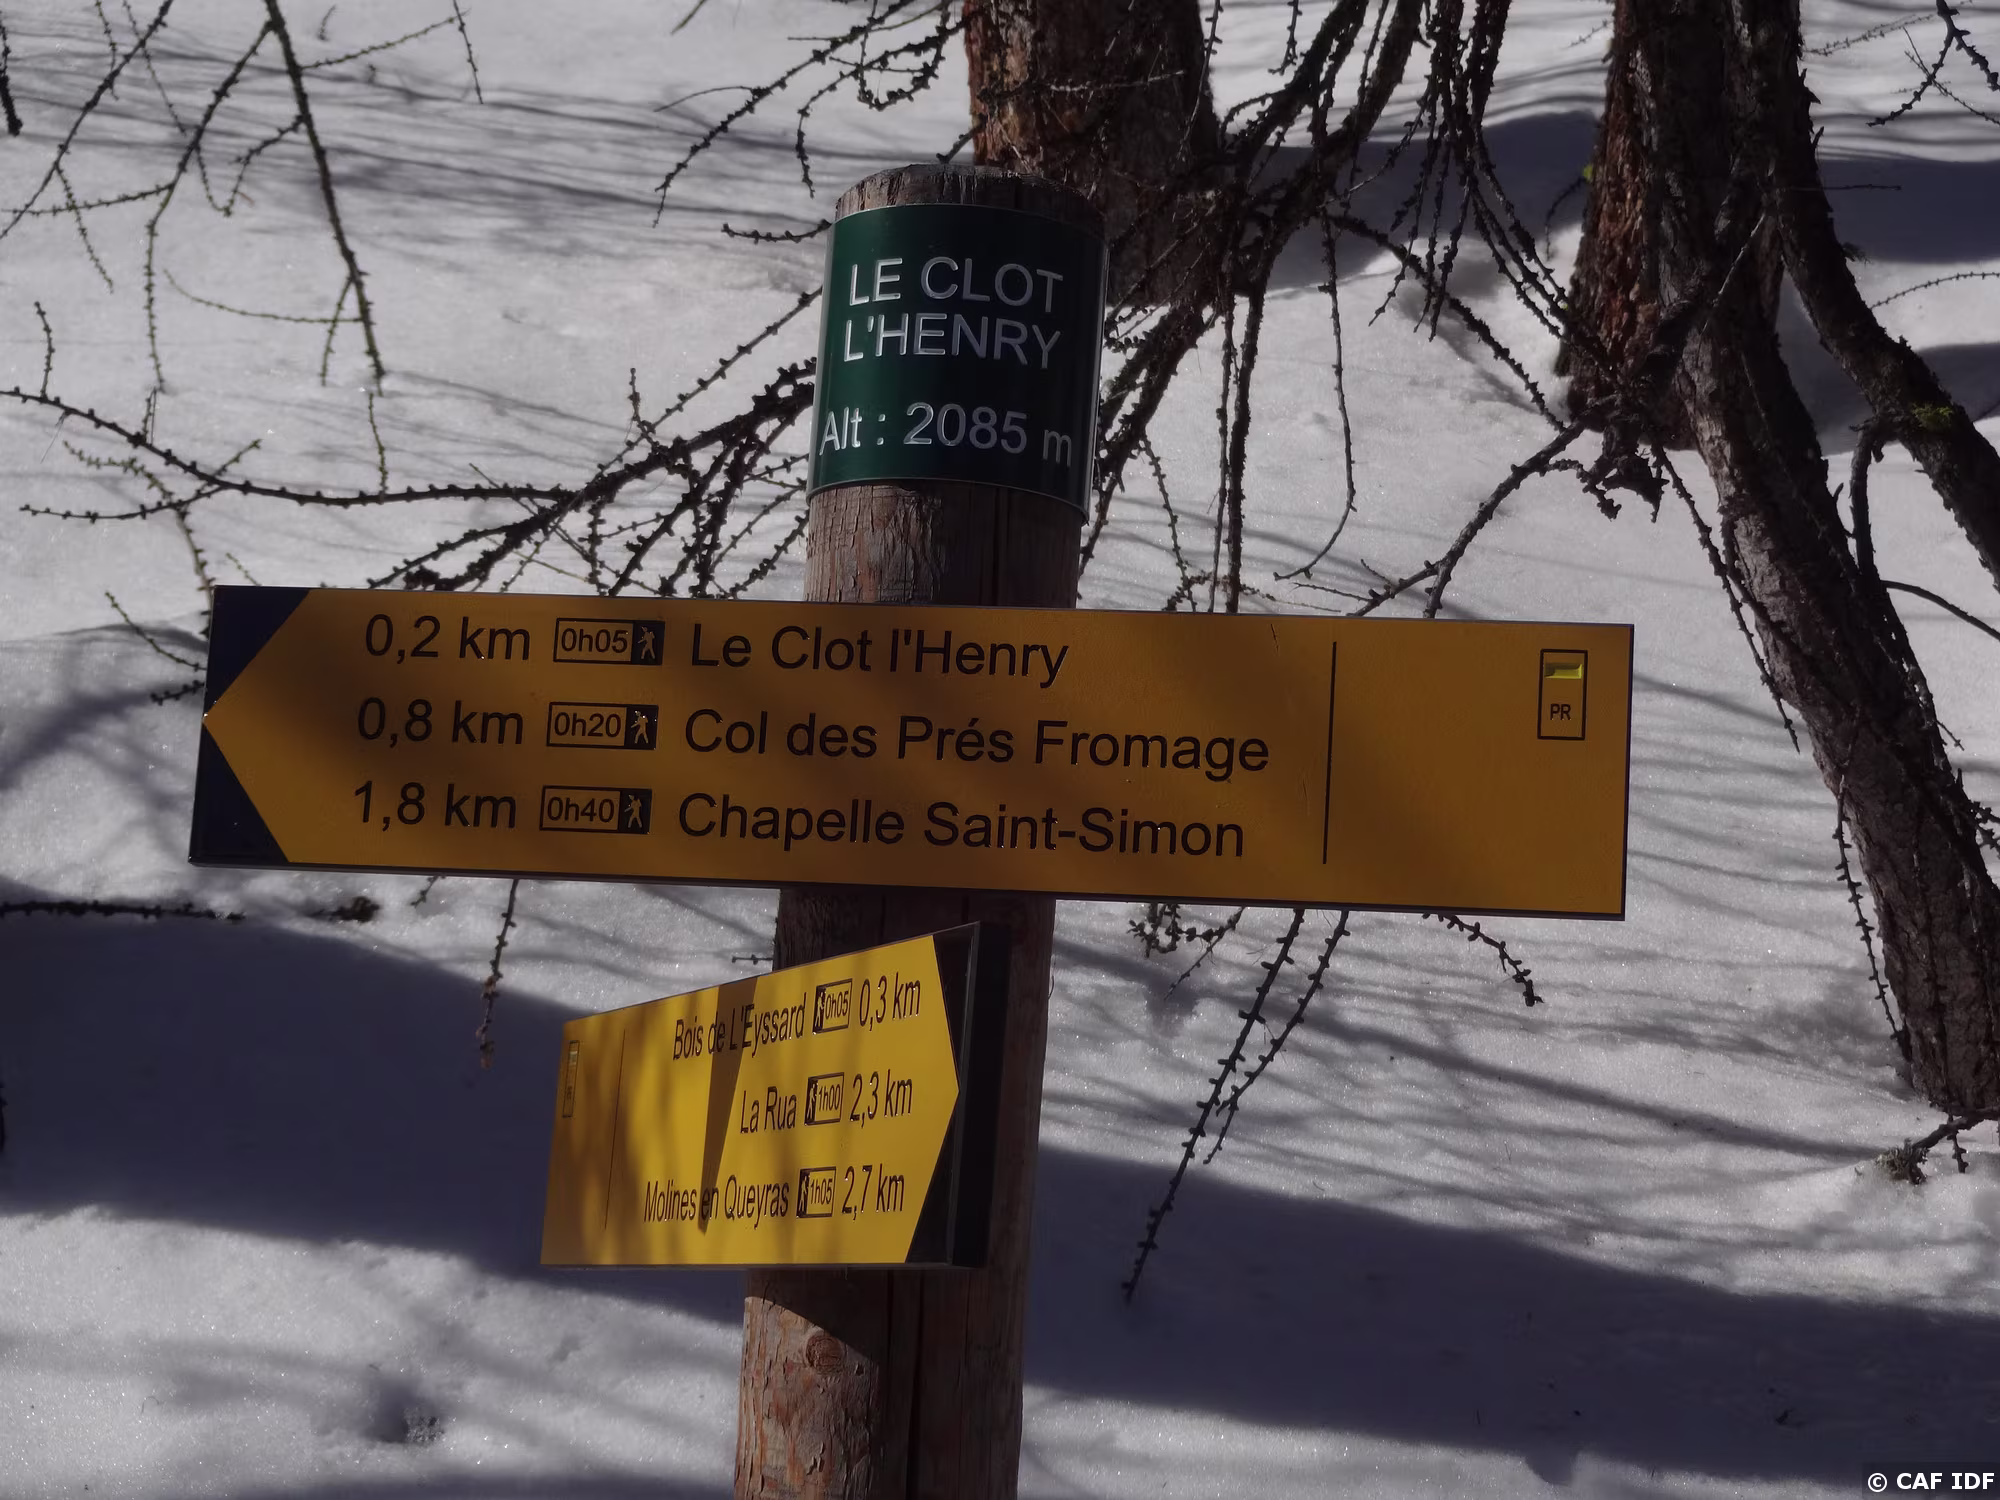 LE CLOT
L'HENRY
Alt : 2085 m
0,2 km 0h05 Le Clot l'Henry
0,8 km 0h20 Col des Prés Fromage
1,8 km 0h40 Chapelle Saint-Simon
PR
Bois de L'Eyssard 0h05 0,3 km
La Rua 1h00 2,3 km
Molines en Queyras 1h05 2,7 km
© CAF IDF